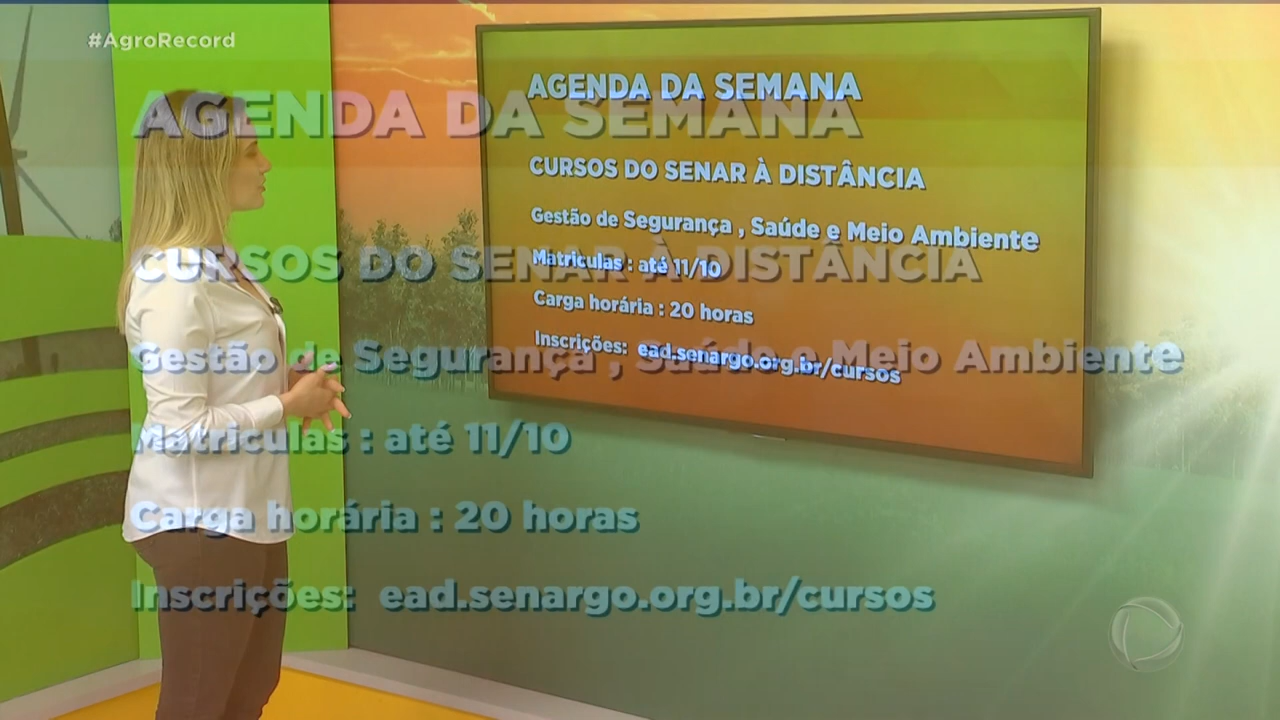 #AgroRecord
AGENDA DA SEMANA
CURSOS DO SENAR À DISTÂNCIA
Gestão de Segurança , Saúde e Meio Ambiente
Matriculas : até 11/10
Carga horária : 20 horas
Inscrições: ead.senargo.org.br/cursos
AGENDA DA SEMANA
CURSOS DO SENAR À DISTÂNCIA
Gestão de Segurança , Saúde e Meio Ambiente
Matriculas : até 11/10
Carga horária : 20 horas
Inscrições: ead.senargo.org.br/cursos